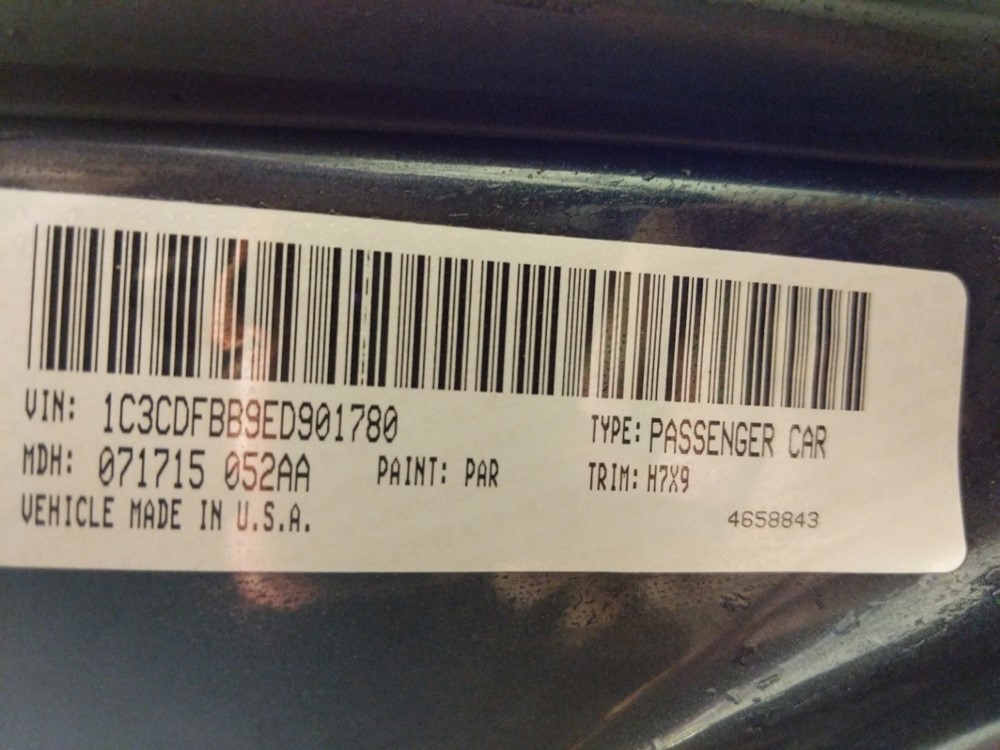 VIN: 1C3CDFBB9ED901780 TYPE: PASSENGER CAR
MDH: 071715 052AA PAINT: PAR TRIM: H7X9
VEHICLE MADE IN U.S.A. 4658843